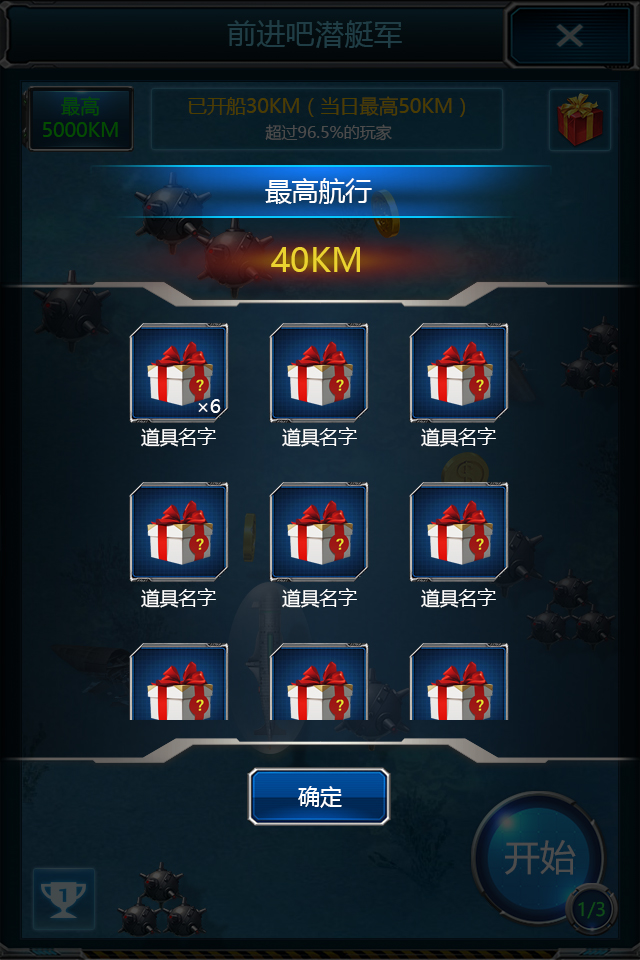 前进吧潜艇军
最高
5000KM
已开船30KM（当日最高50KM）
超过96.5%的玩家
最高航行
40KM
? ? ?
×6
道具名字 道具名字 道具名字
? ? ?
道具名字 道具名字 道具名字
? ? ?
确定
开始
1/3
1